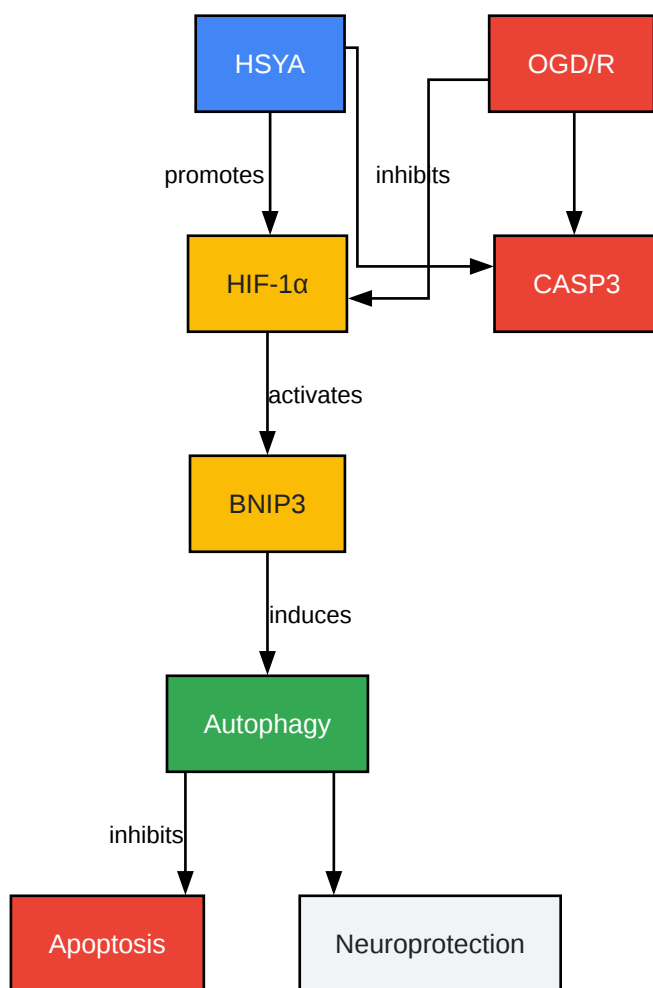 HSYA
OGD/R
promotes
inhibits
HIF-1α
CASP3
activates
BNIP3
induces
Autophagy
inhibits
Apoptosis
Neuroprotection